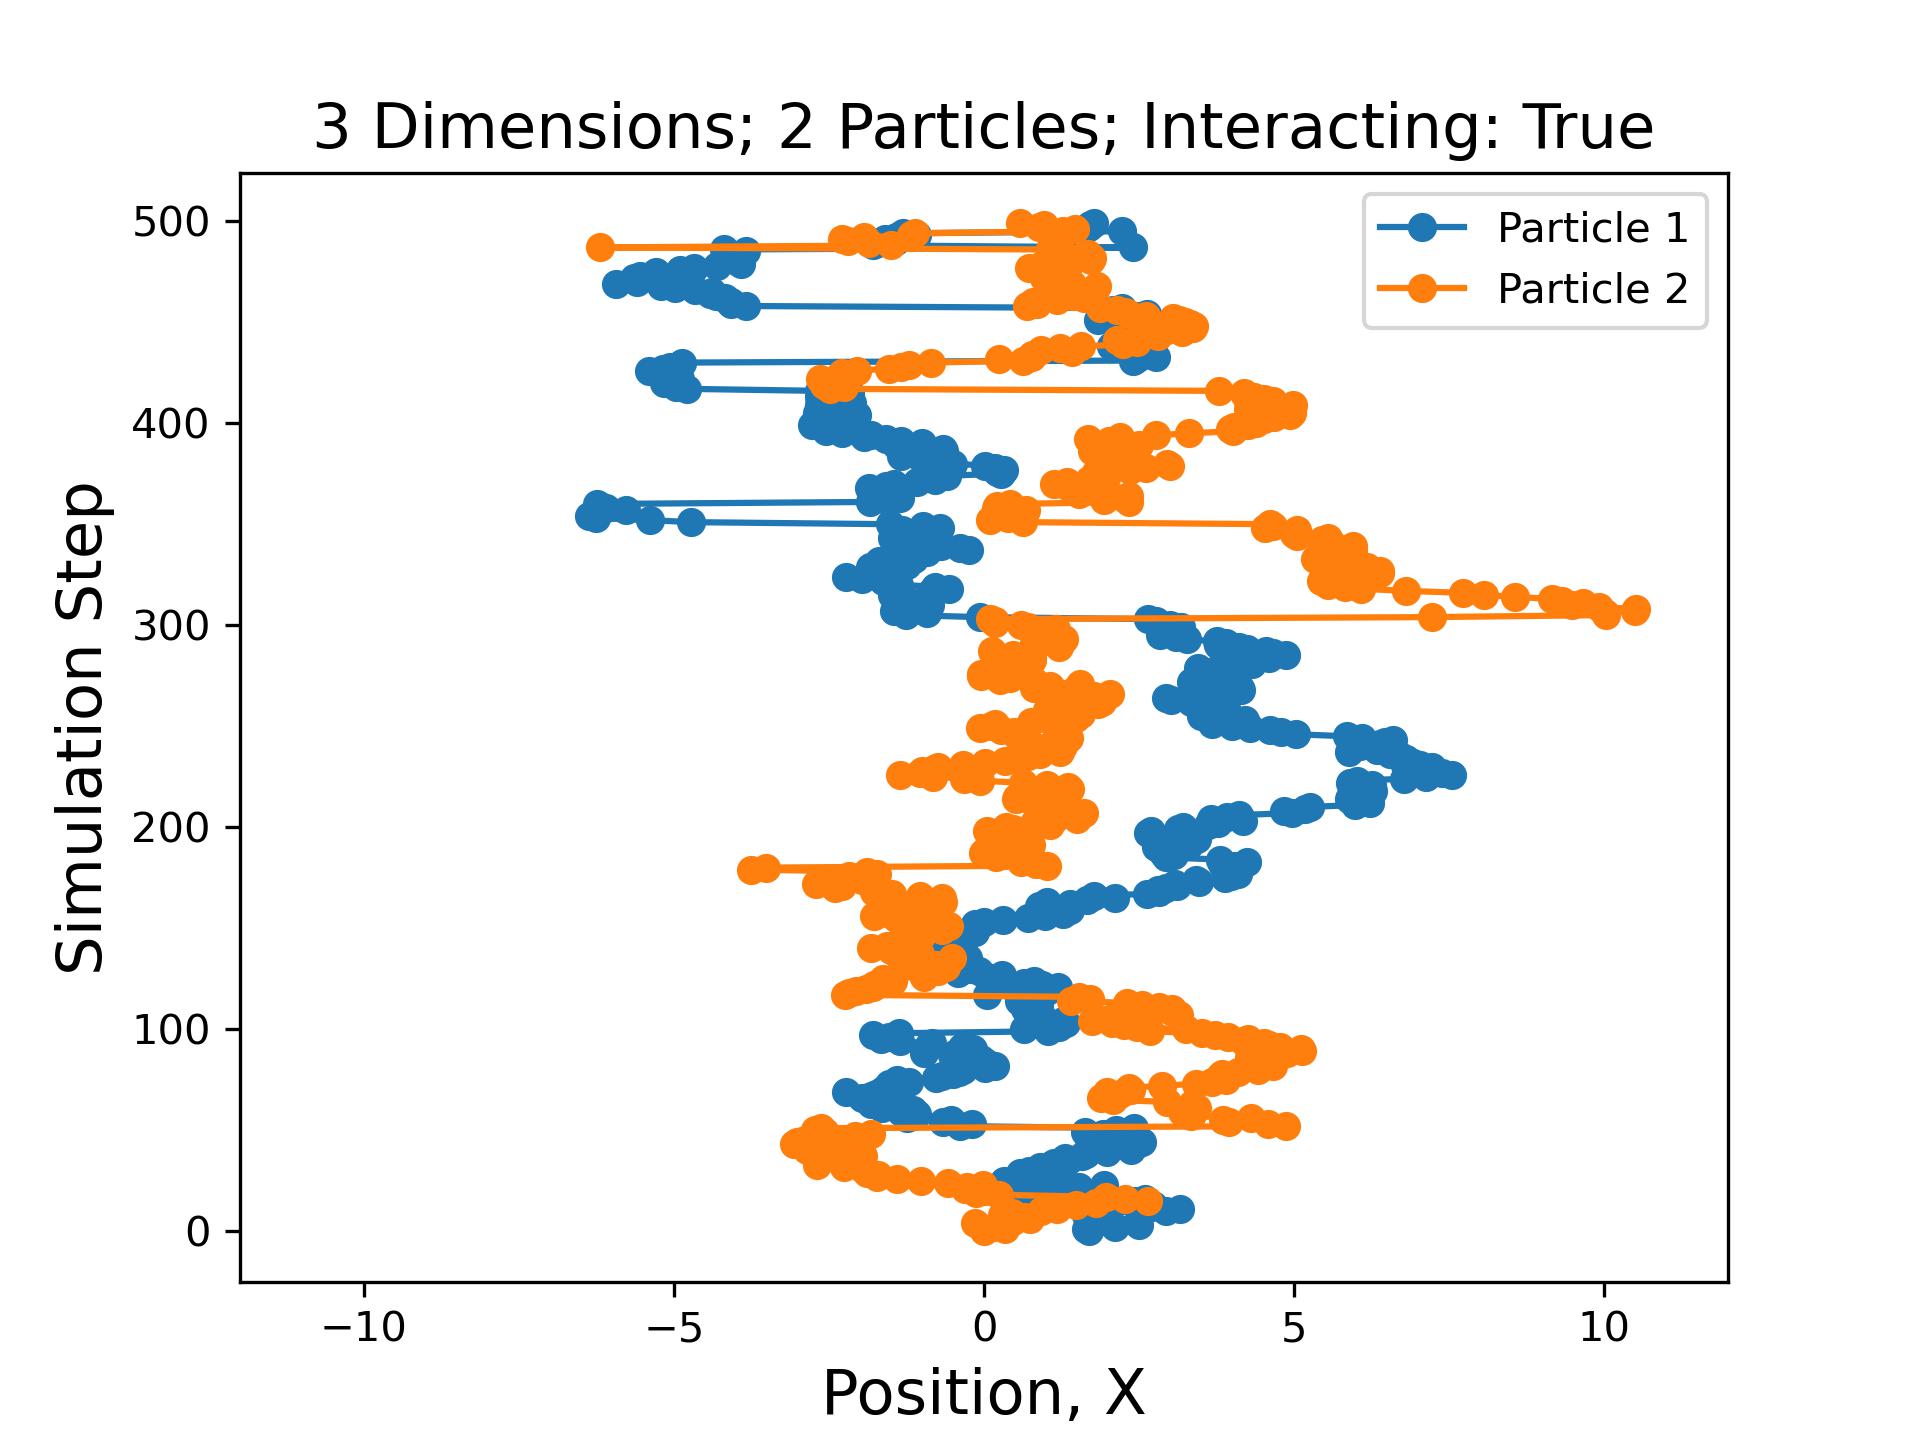 3 Dimensions; 2 Particles; Interacting: True
Particle 1
Particle 2
Simulation Step
500
400
300
200
100
0
−10
−5
0
5
10
Position, X